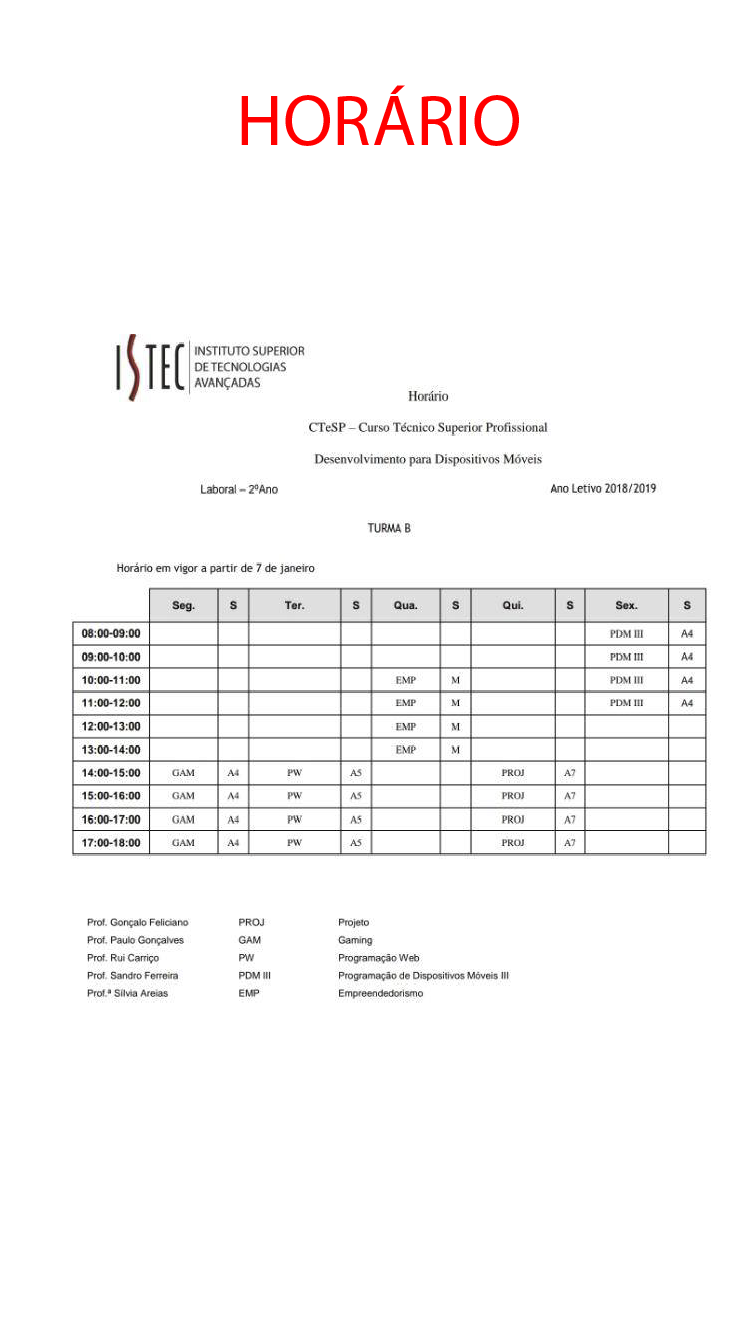 HORÁRIO
ISTEC INSTITUTO SUPERIOR
DE TECNOLOGIAS
AVANÇADAS
Horário
CTeSP – Curso Técnico Superior Profissional
Desenvolvimento para Dispositivos Móveis
Laboral – 2ºAno Ano Letivo 2018/2019
TURMA B
Horário em vigor a partir de 7 de janeiro
Seg. S Ter. S Qua. S Qui. S Sex. S
08:00-09:00 PDM III A4
09:00-10:00 PDM III A4
10:00-11:00 EMP M PDM III A4
11:00-12:00 EMP M PDM III A4
12:00-13:00 EMP M
13:00-14:00 EMP M
14:00-15:00 GAM A4 PW A5 PROJ A7
15:00-16:00 GAM A4 PW A5 PROJ A7
16:00-17:00 GAM A4 PW A5 PROJ A7
17:00-18:00 GAM A4 PW A5 PROJ A7
Prof. Gonçalo Feliciano PROJ Projeto
Prof. Paulo Gonçalves GAM Gaming
Prof. Rui Carriço PW Programação Web
Prof. Sandro Ferreira PDM III Programação de Dispositivos Móveis III
Prof.ª Sílvia Areias EMP Empreendedorismo